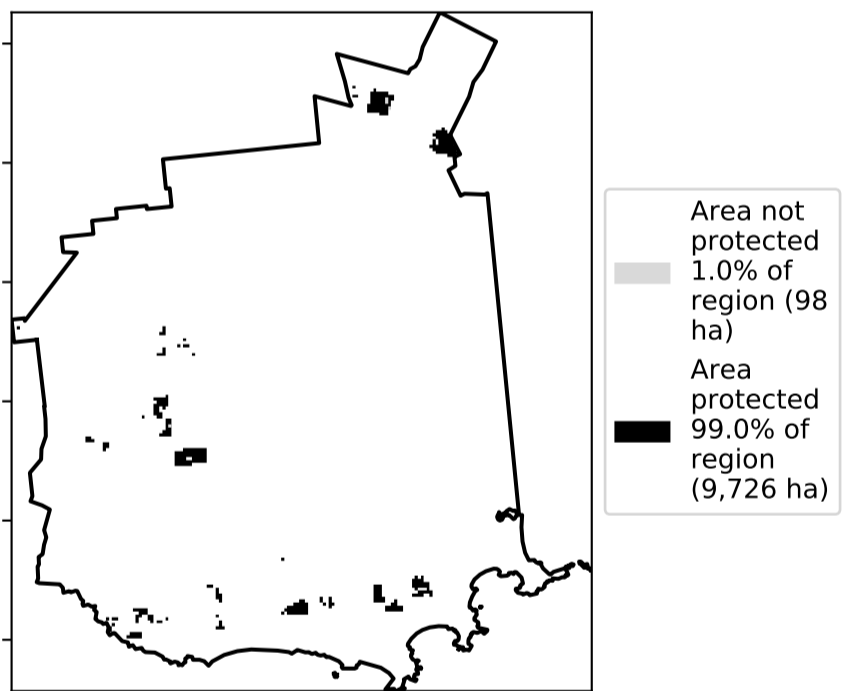 Area not
protected
1.0% of
region (98
ha)
Area
protected
99.0% of
region
(9,726 ha)